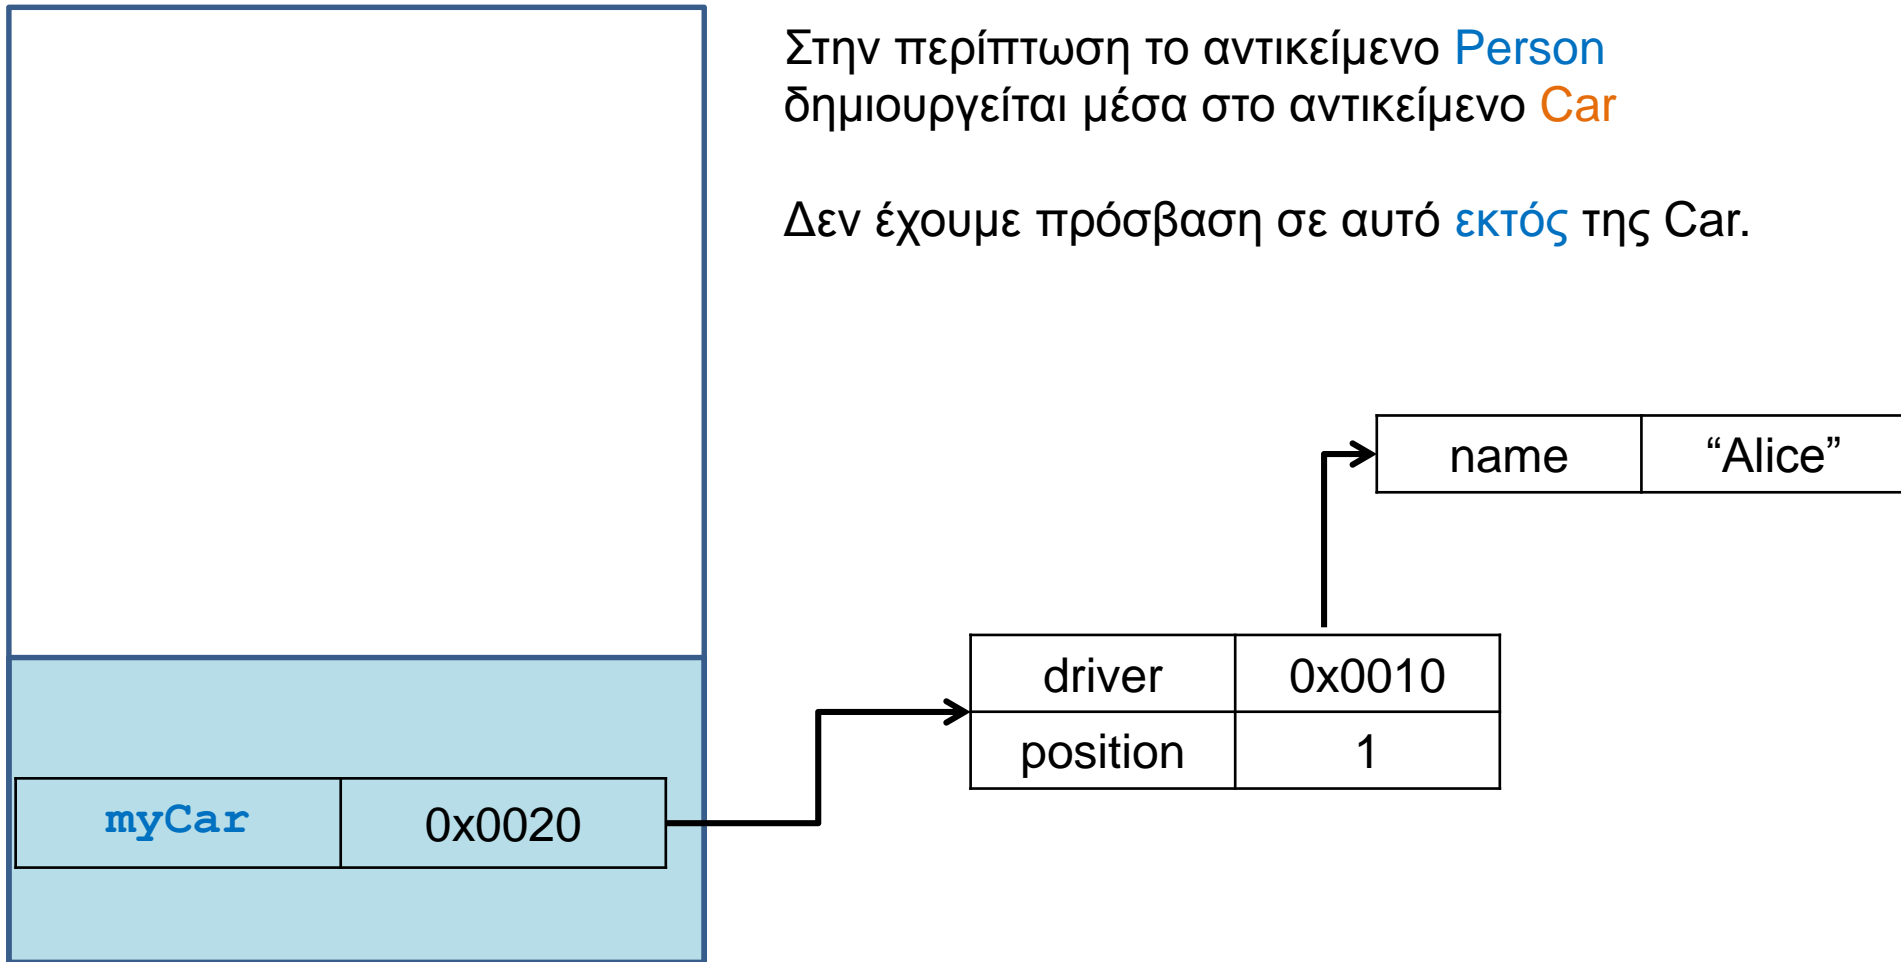 Στην περίπτωση το αντικείμενο Person
δημιουργείται μέσα στο αντικείμενο Car
Δεν έχουμε πρόσβαση σε αυτό εκτός της Car.
name “Alice”
driver 0x0010
position 1
myCar 0x0020